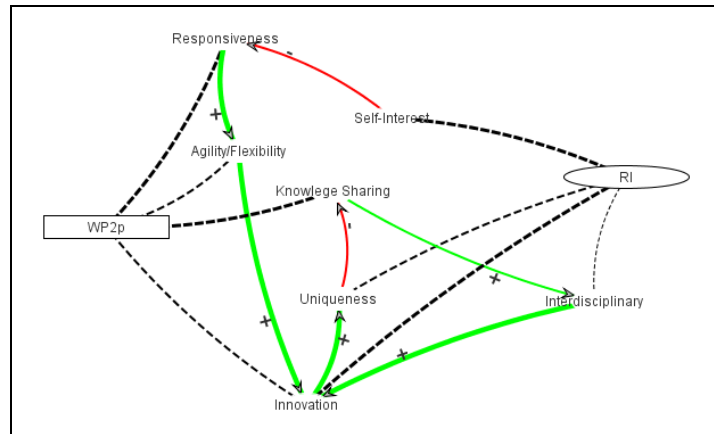 Responsiveness
-
Self-Interest
+
Agility/Flexibility
RI
Knowlege Sharing
WP2p
-
+
Uniqueness
Interdisciplinary
+
+
+
Innovation